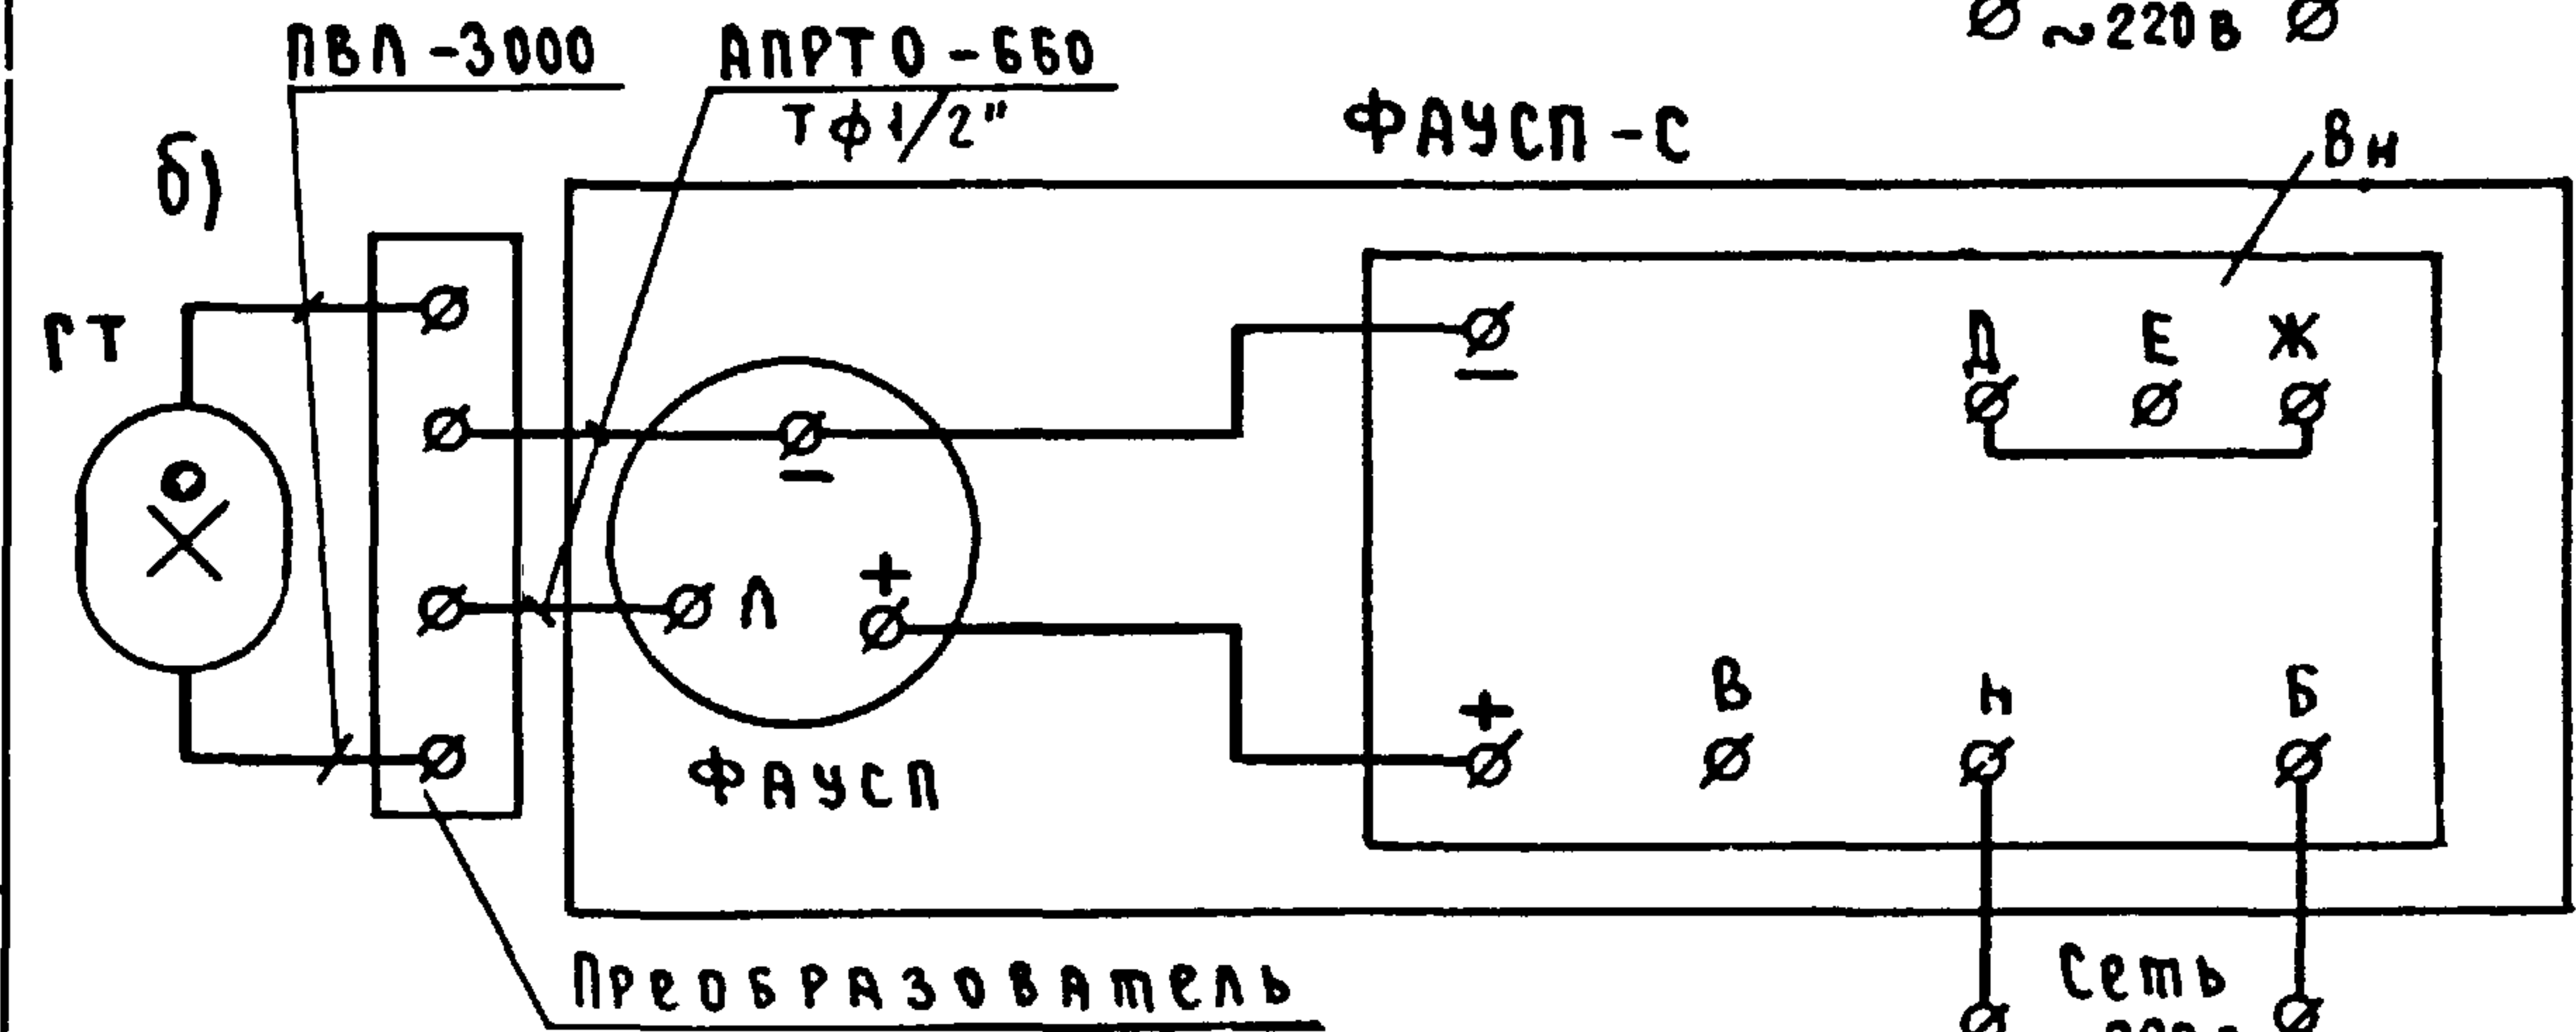 ∅ ~220в ∅
ПВЛ-3000
АПРТО-660
Тф1/2"
ФАУСП-С
Вн
б)
ГТ
Д Е Ж
–
–
Л +
+ В Н Б
ФАУСП
Преобразователь
Сеть